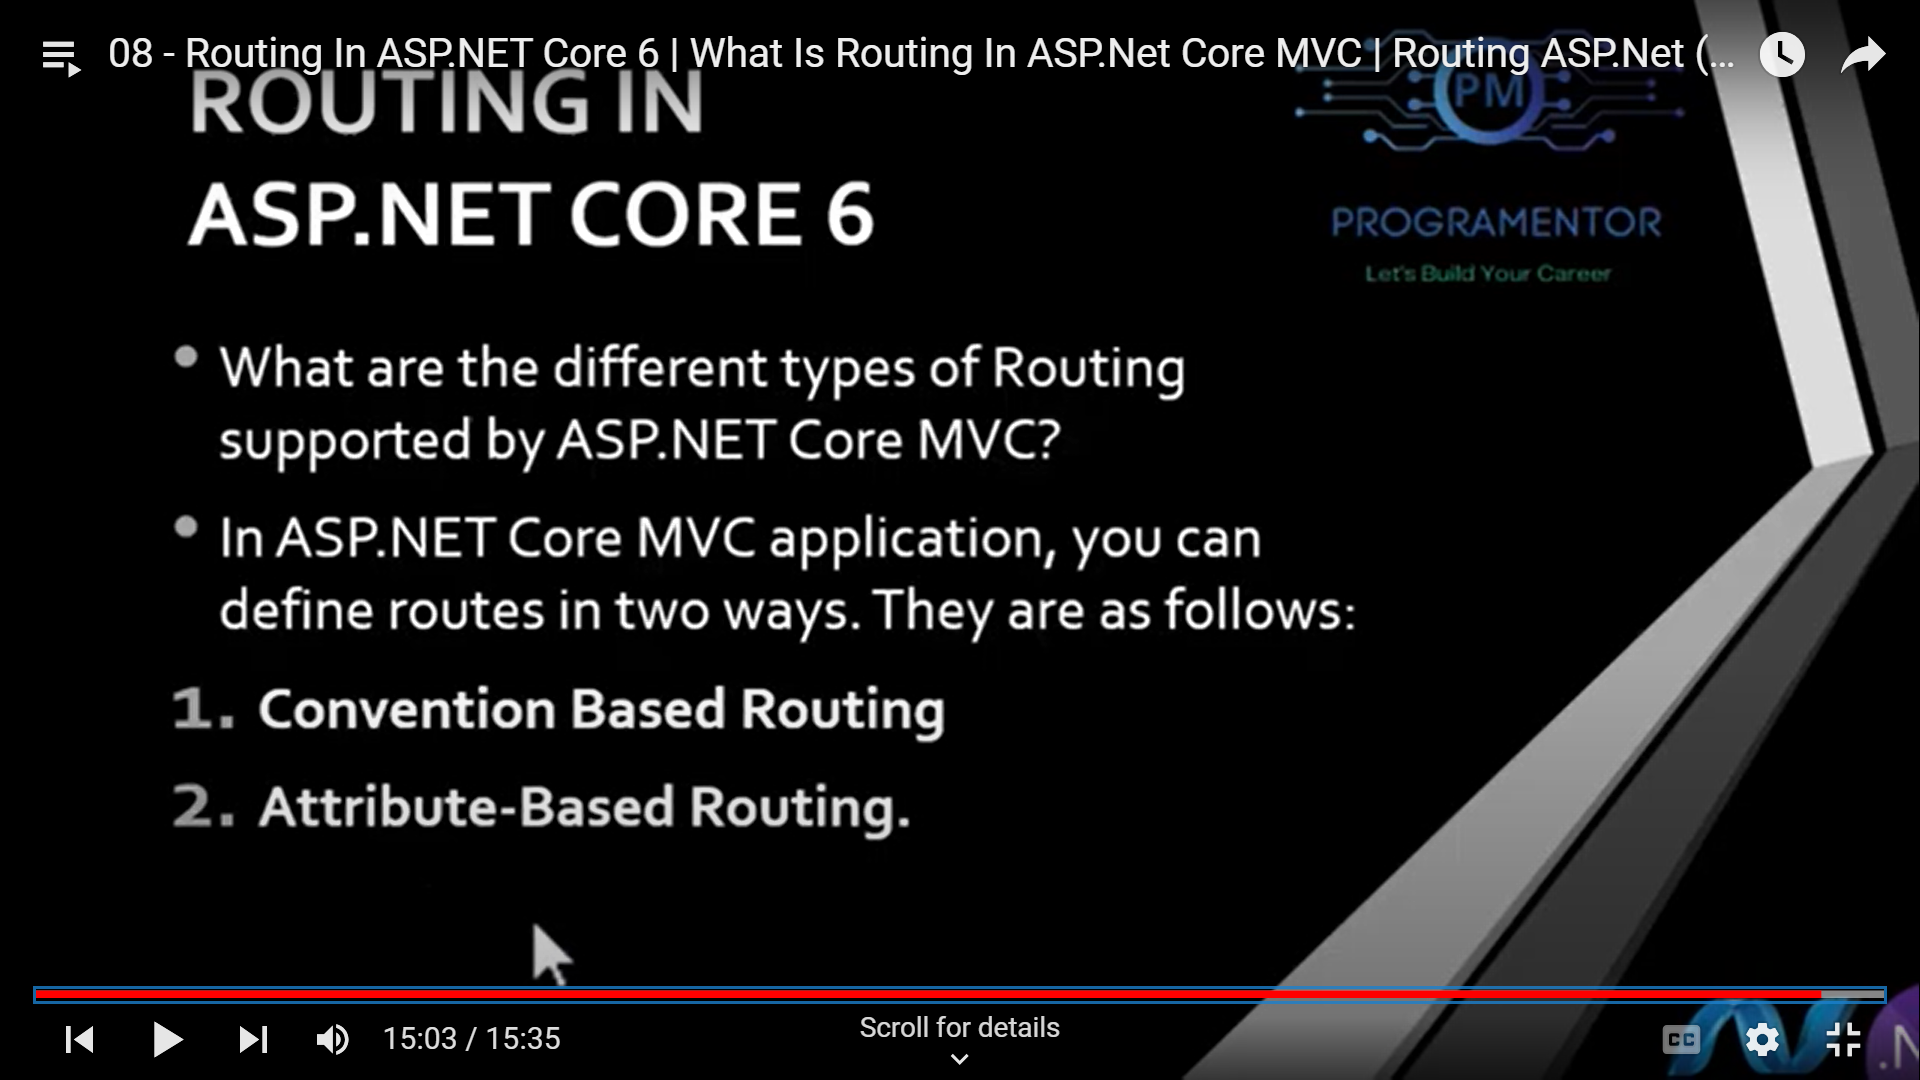 08 - Routing In ASP.NET Core 6 | What Is Routing In ASP.Net Core MVC | Routing ASP.Net (...
ROUTING IN
ASP.NET CORE 6
PM
PROGRAMENTOR
Let's Build Your Career
• What are the different types of Routing
supported by ASP.NET Core MVC?
• In ASP.NET Core MVC application, you can
define routes in two ways. They are as follows:
1. Convention Based Routing
2. Attribute-Based Routing.
15:03 / 15:35
Scroll for details
CC
.N